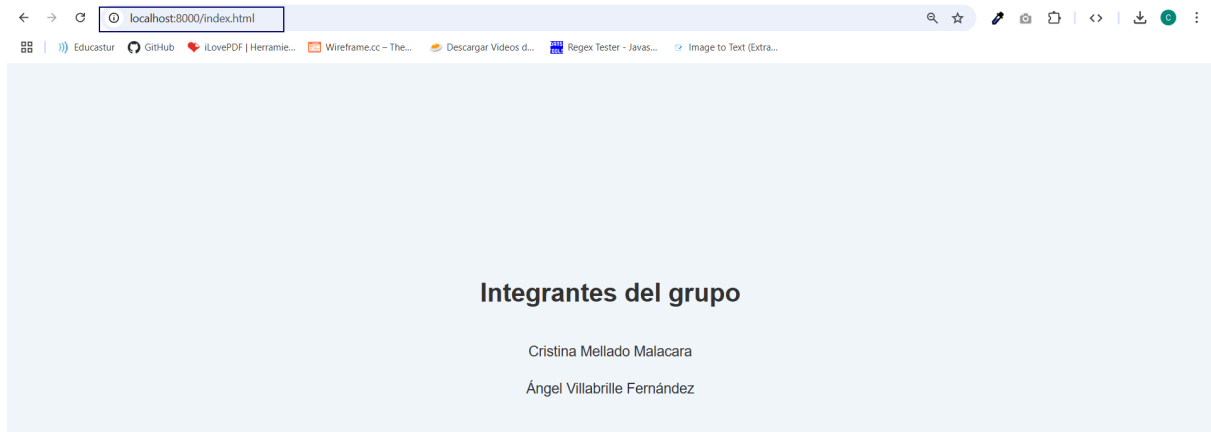 localhost:8000/index.html
Educastur GitHub iLovePDF | Herramie... Wireframe.cc – The... Descargar Videos d... Regex Tester - Javas... Image to Text (Extra...
Integrantes del grupo
Cristina Mellado Malacara
Ángel Villabrille Fernández